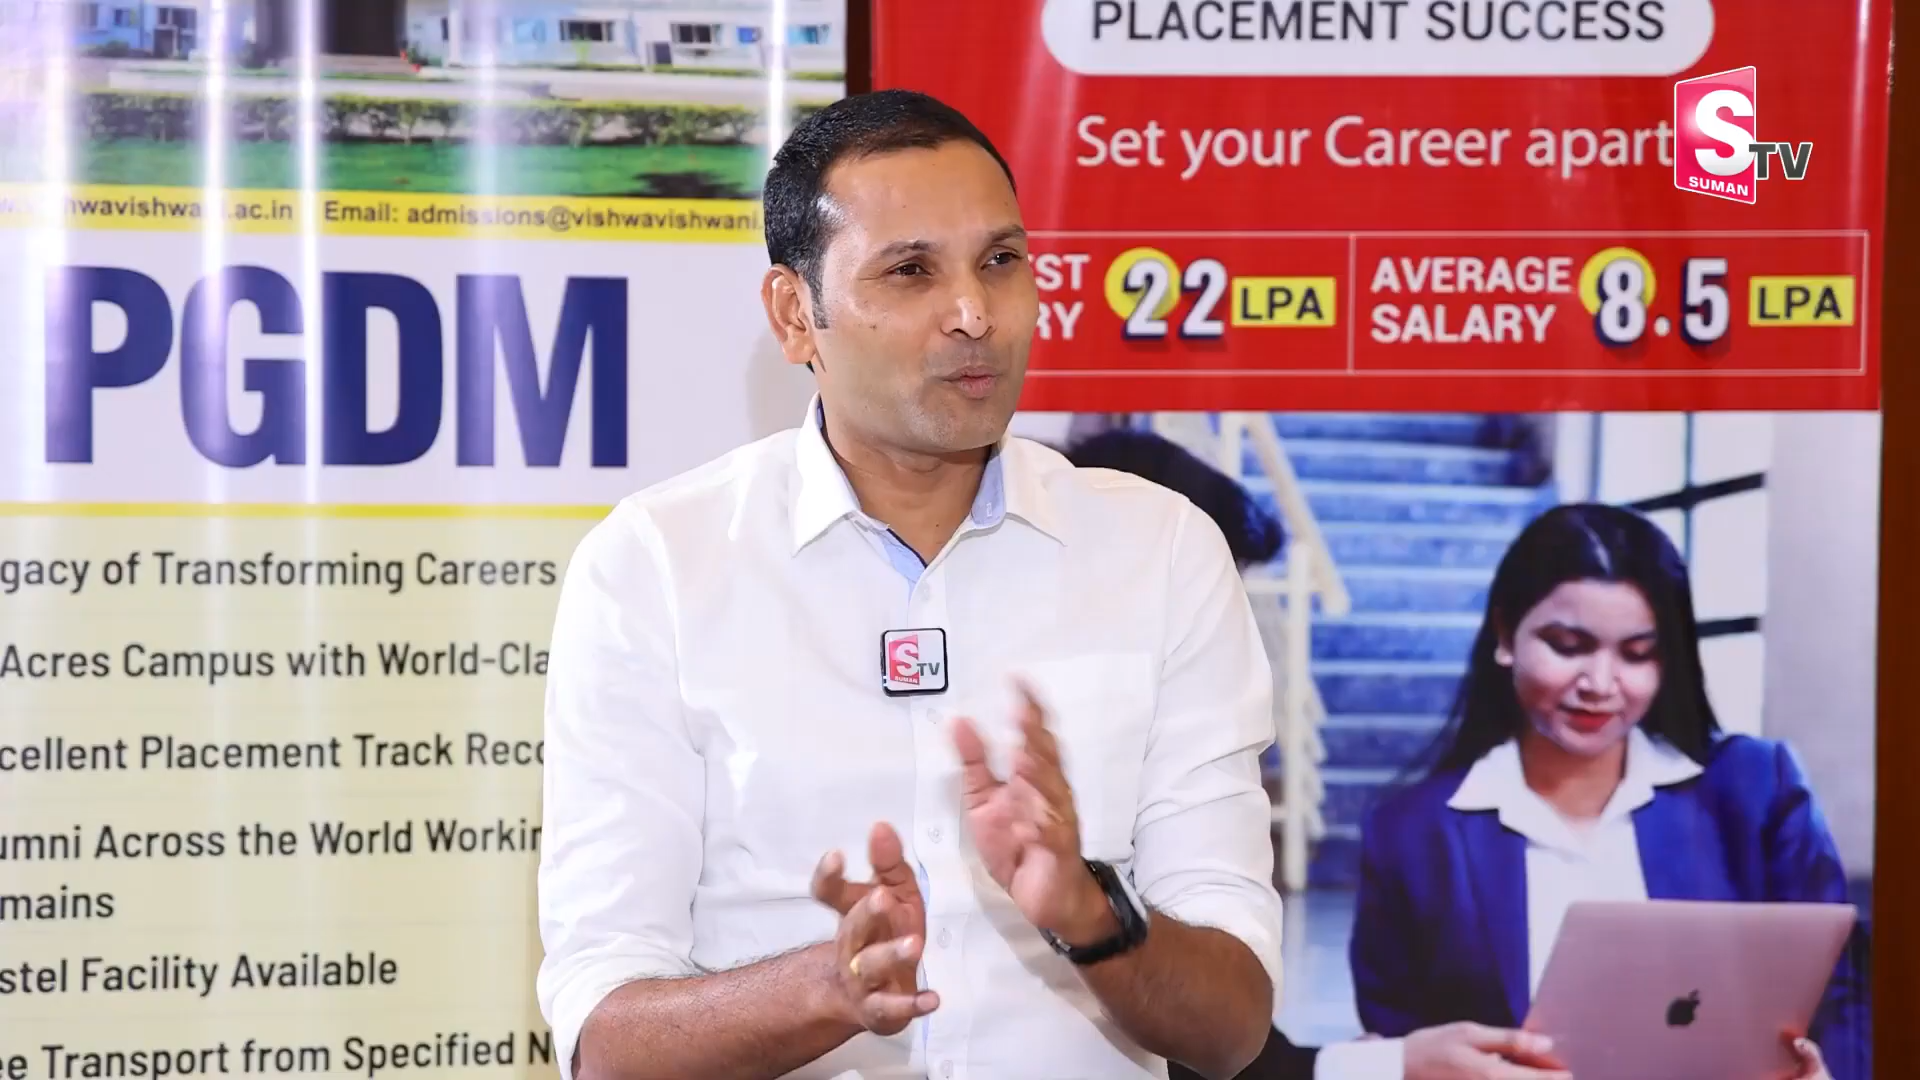 PLACEMENT SUCCESS
Set your Career apart
S
SUMAN
TV
.ac.in Email: admissions@vishwavishwani.
PGDM
EST
RY
22 LPA
AVERAGE
SALARY
8.5 LPA
gacy of Transforming Careers
Acres Campus with World-Cla
cellent Placement Track Reco
umni Across the World Workin
mains
stel Facility Available
ee Transport from Specified N
S
SUMAN
TV